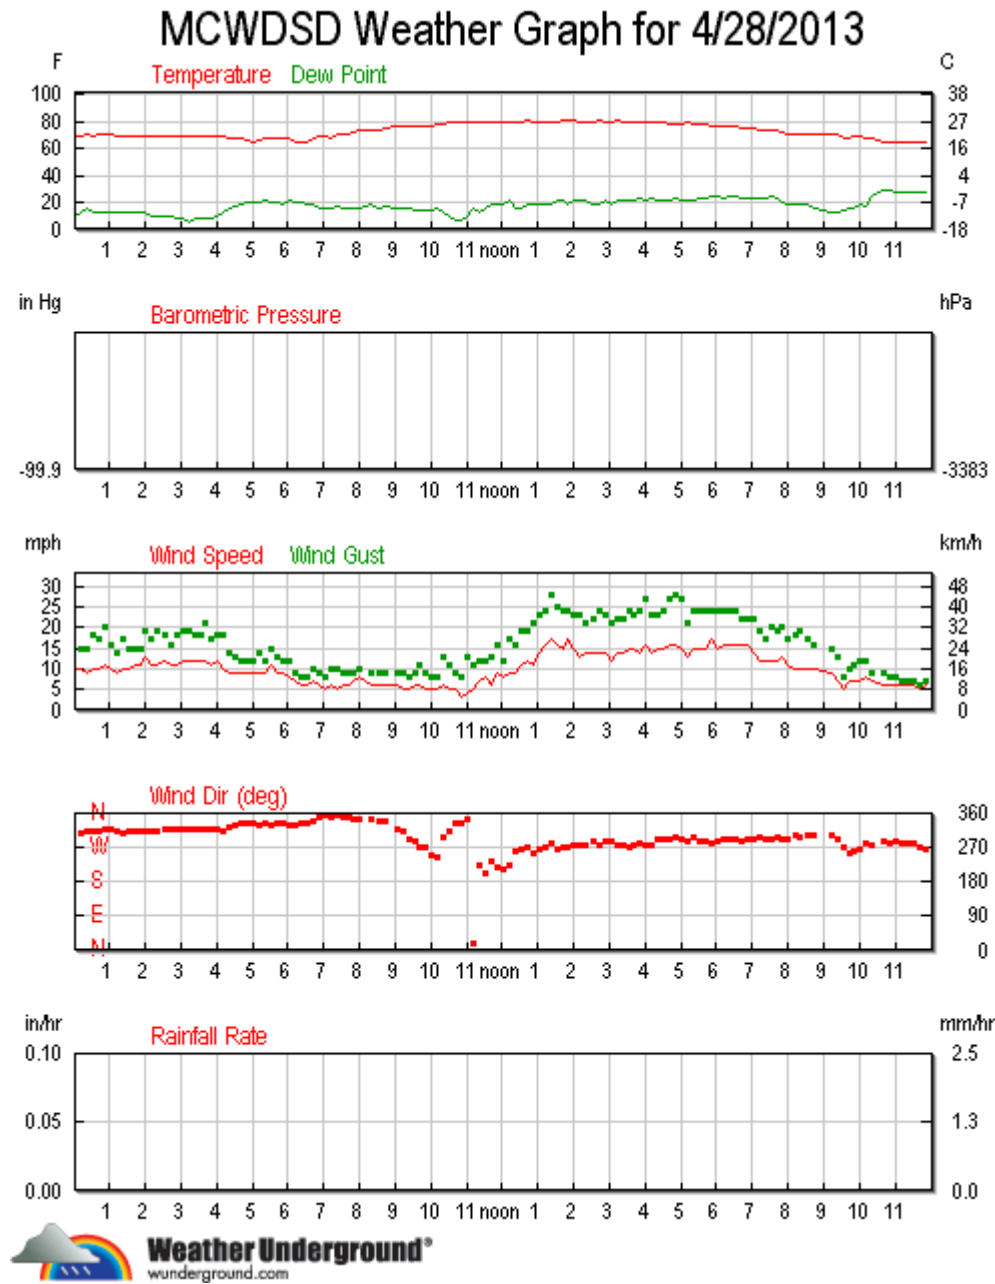 MCWDSD Weather Graph for 4/28/2013
F Temperature Dew Point C
100 38
80 27
60 16
40 4
20 -7
0 -18
1 2 3 4 5 6 7 8 9 10 11 noon 1 2 3 4 5 6 7 8 9 10 11
in Hg Barometric Pressure hPa
-99.9 -3383
1 2 3 4 5 6 7 8 9 10 11 noon 1 2 3 4 5 6 7 8 9 10 11
mph Wind Speed Wind Gust km/h
30 48
25 40
20 32
15 24
10 16
5 8
0 0
1 2 3 4 5 6 7 8 9 10 11 noon 1 2 3 4 5 6 7 8 9 10 11
Wind Dir (deg)
N 360
W 270
S 180
E 90
N 0
1 2 3 4 5 6 7 8 9 10 11 noon 1 2 3 4 5 6 7 8 9 10 11
in/hr Rainfall Rate mm/hr
0.10 2.5
0.05 1.3
0.00 0.0
1 2 3 4 5 6 7 8 9 10 11 noon 1 2 3 4 5 6 7 8 9 10 11
Weather Underground®
wunderground.com